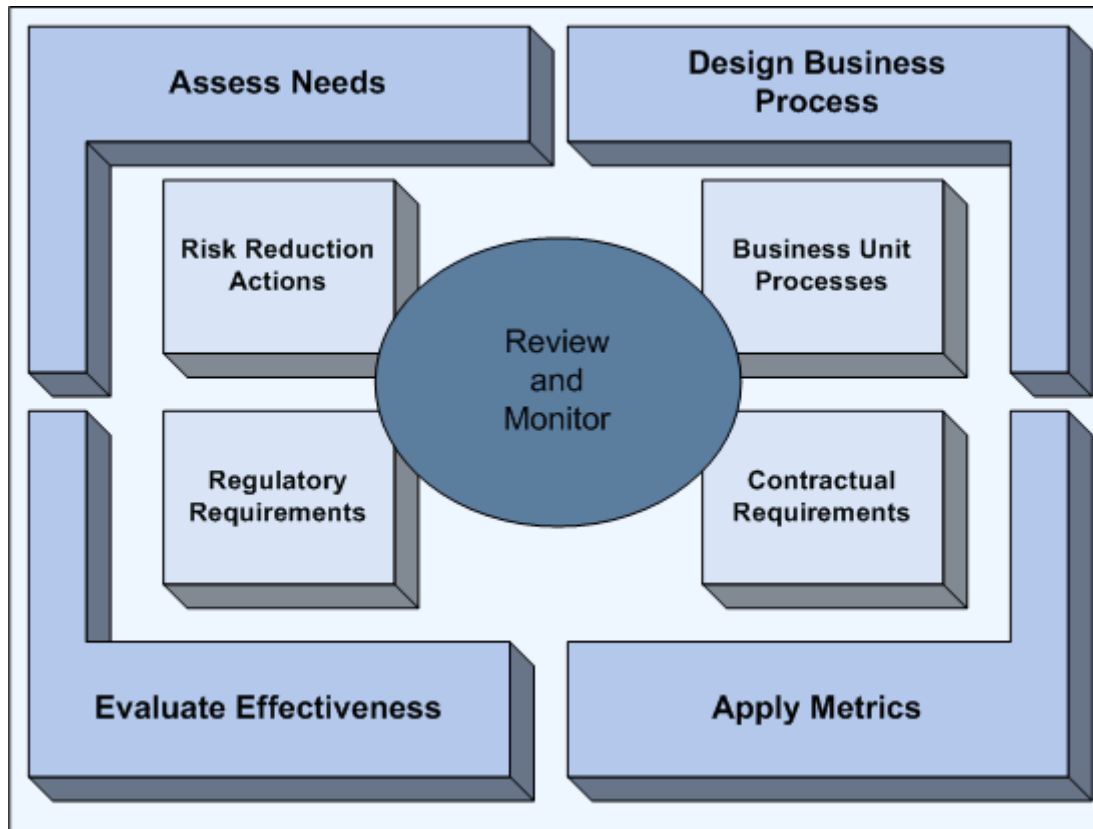 Assess Needs
Design Business
Process
Risk Reduction
Actions
Business Unit
Processes
Review
and
Monitor
Regulatory
Requirements
Contractual
Requirements
Evaluate Effectiveness
Apply Metrics